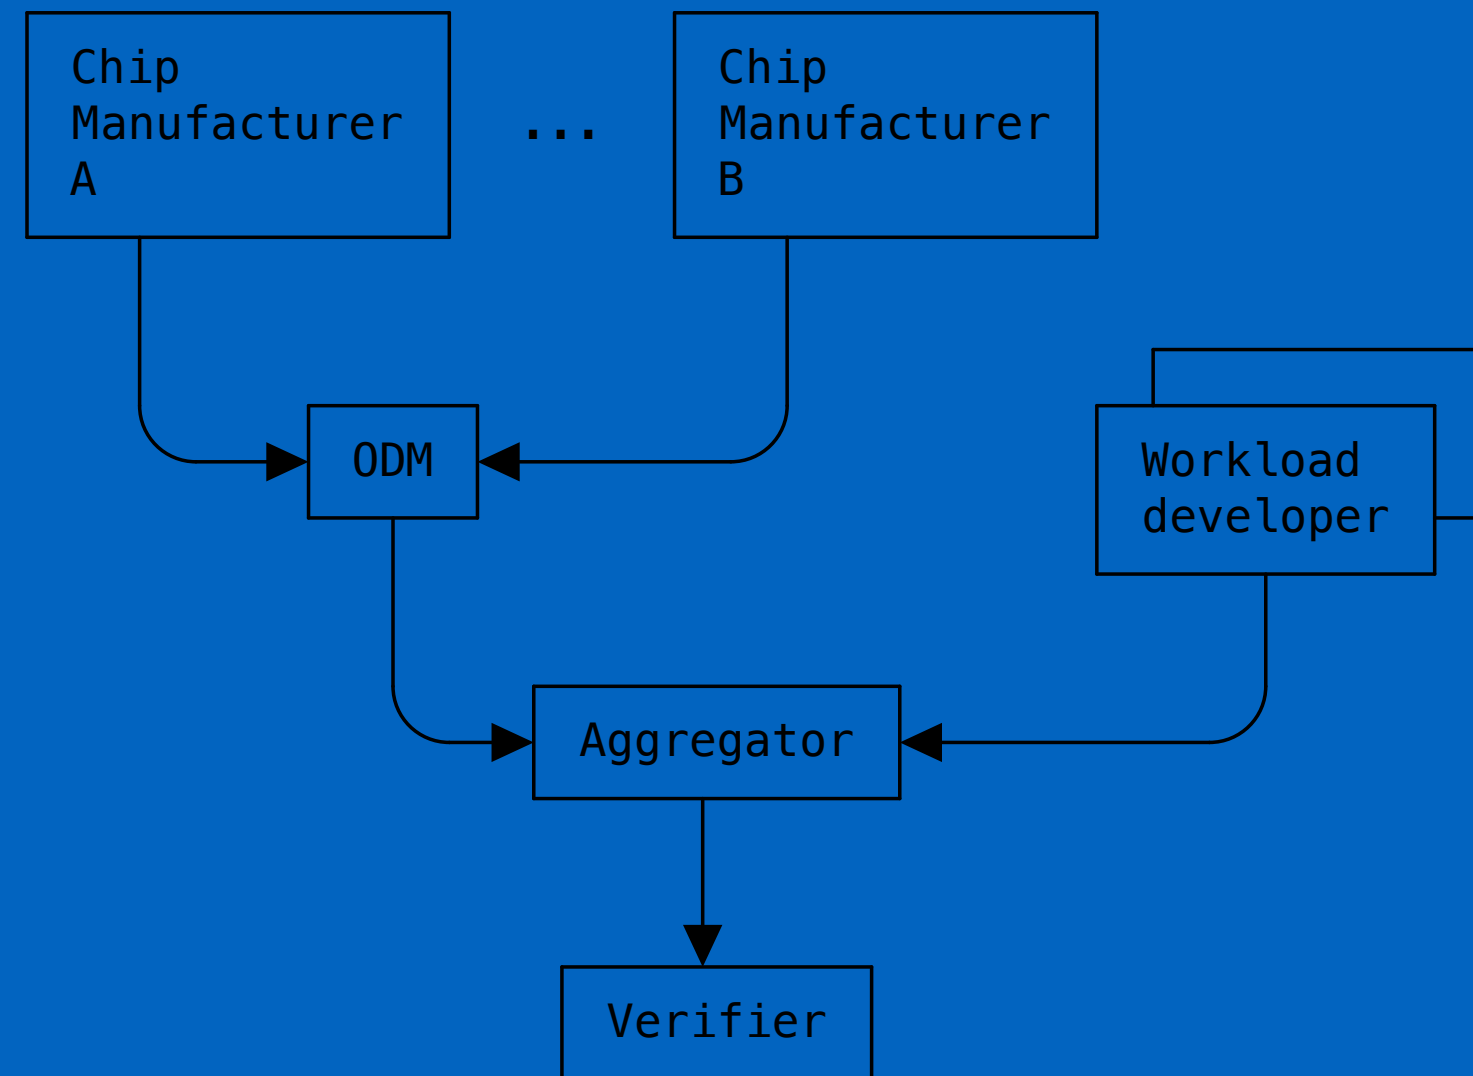 Chip
Manufacturer
A
...
Chip
Manufacturer
B
ODM
Workload
developer
Aggregator
Verifier